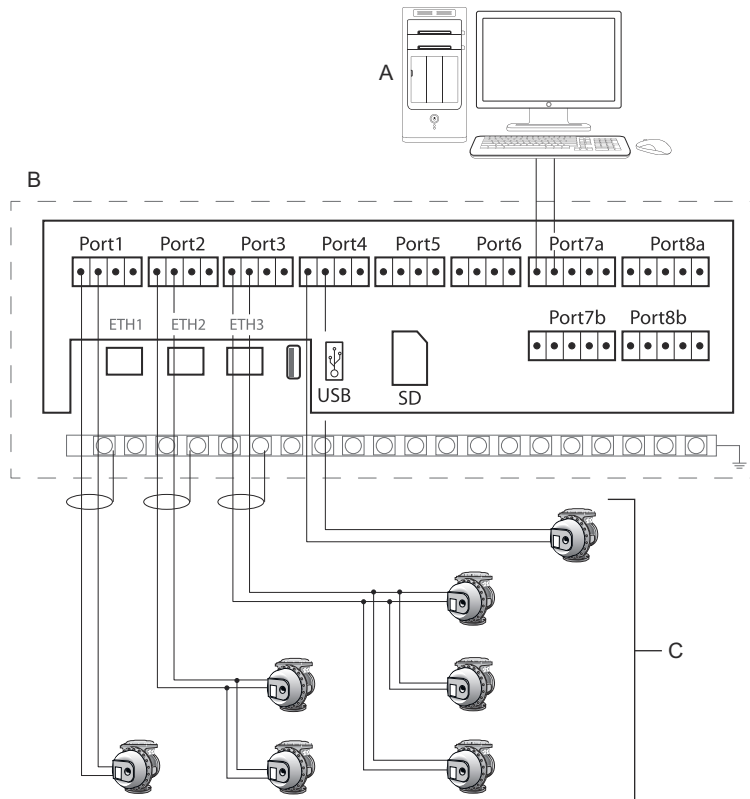 A
B
Port1 Port2 Port3 Port4 Port5 Port6 Port7a Port8a
ETH1 ETH2 ETH3
Port7b Port8b
USB
SD
C